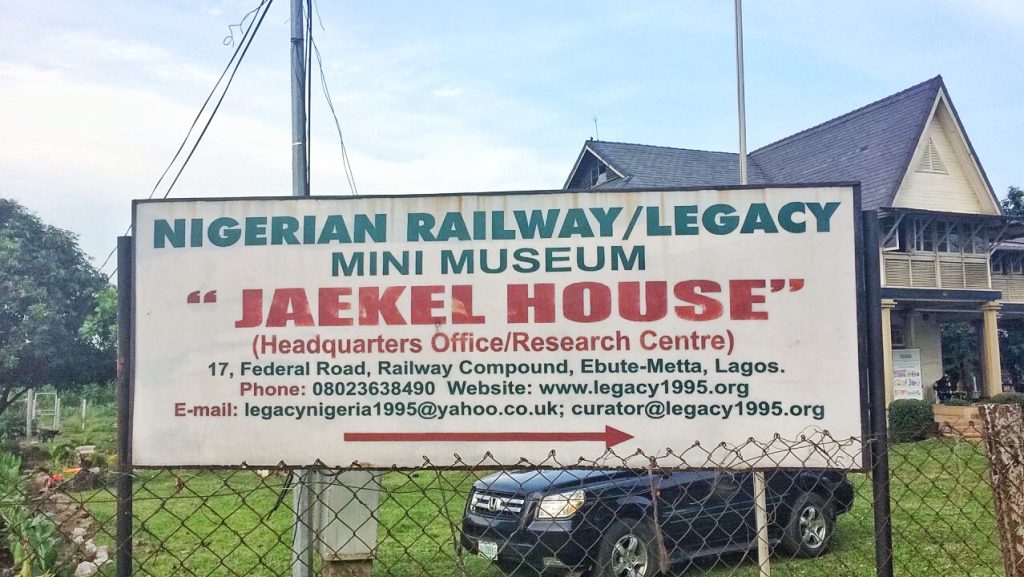 NIGERIAN RAILWAY/LEGACY
MINI MUSEUM
“ JAEKEL HOUSE”
(Headquarters Office/Research Centre)
17, Federal Road, Railway Compound, Ebute-Metta, Lagos.
Phone: 08023638490 Website: www.legacy1995.org
E-mail: legacynigeria1995@yahoo.co.uk; curator@legacy1995.org